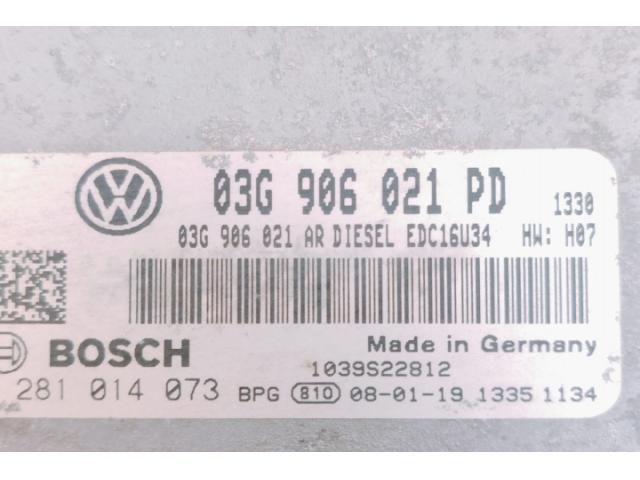 03G 906 021 PD 1330
03G 906 021 AR DIESEL EDC16U34 HW: H07
BOSCH
Made in Germany
1039S22812
281 014 073 BPG 810 08-01-19 1335 1134